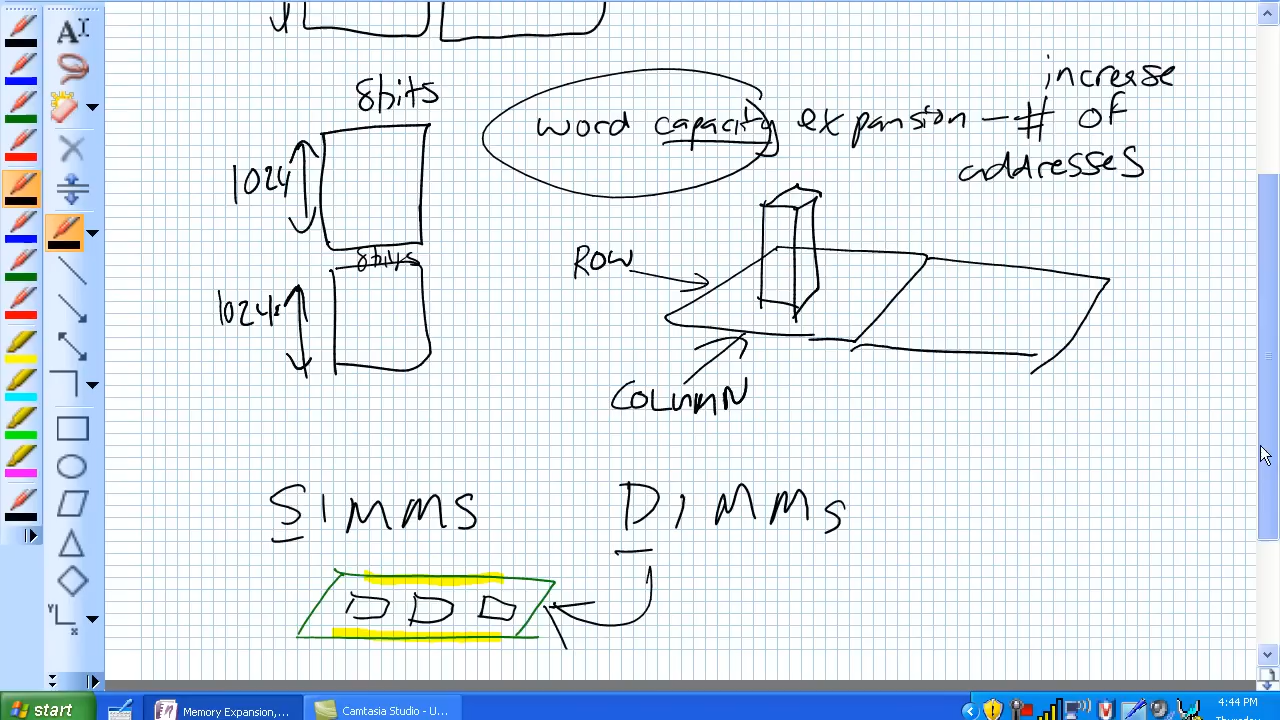 8bits
increase
word capacity expansion - # of
addresses
1024
8bits
ROW
1024
COLUMN
SIMMs DIMMs
start
Memory Expansion,...
Camtasia Studio - U...
4:44 PM
Thursday